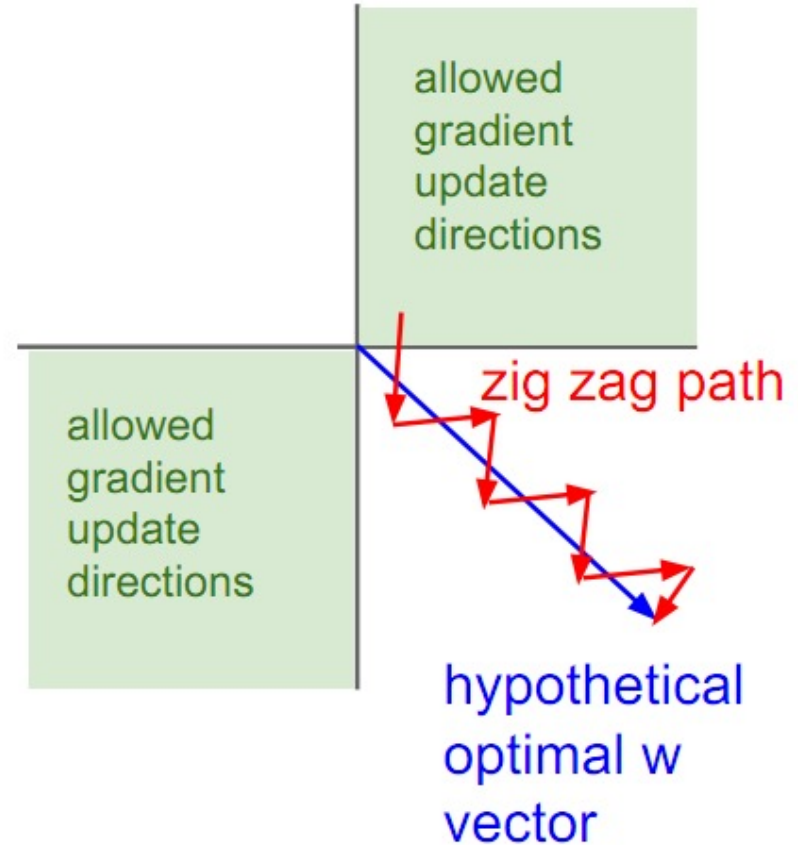 allowed
gradient
update
directions
zig zag path
allowed
gradient
update
directions
hypothetical
optimal w
vector